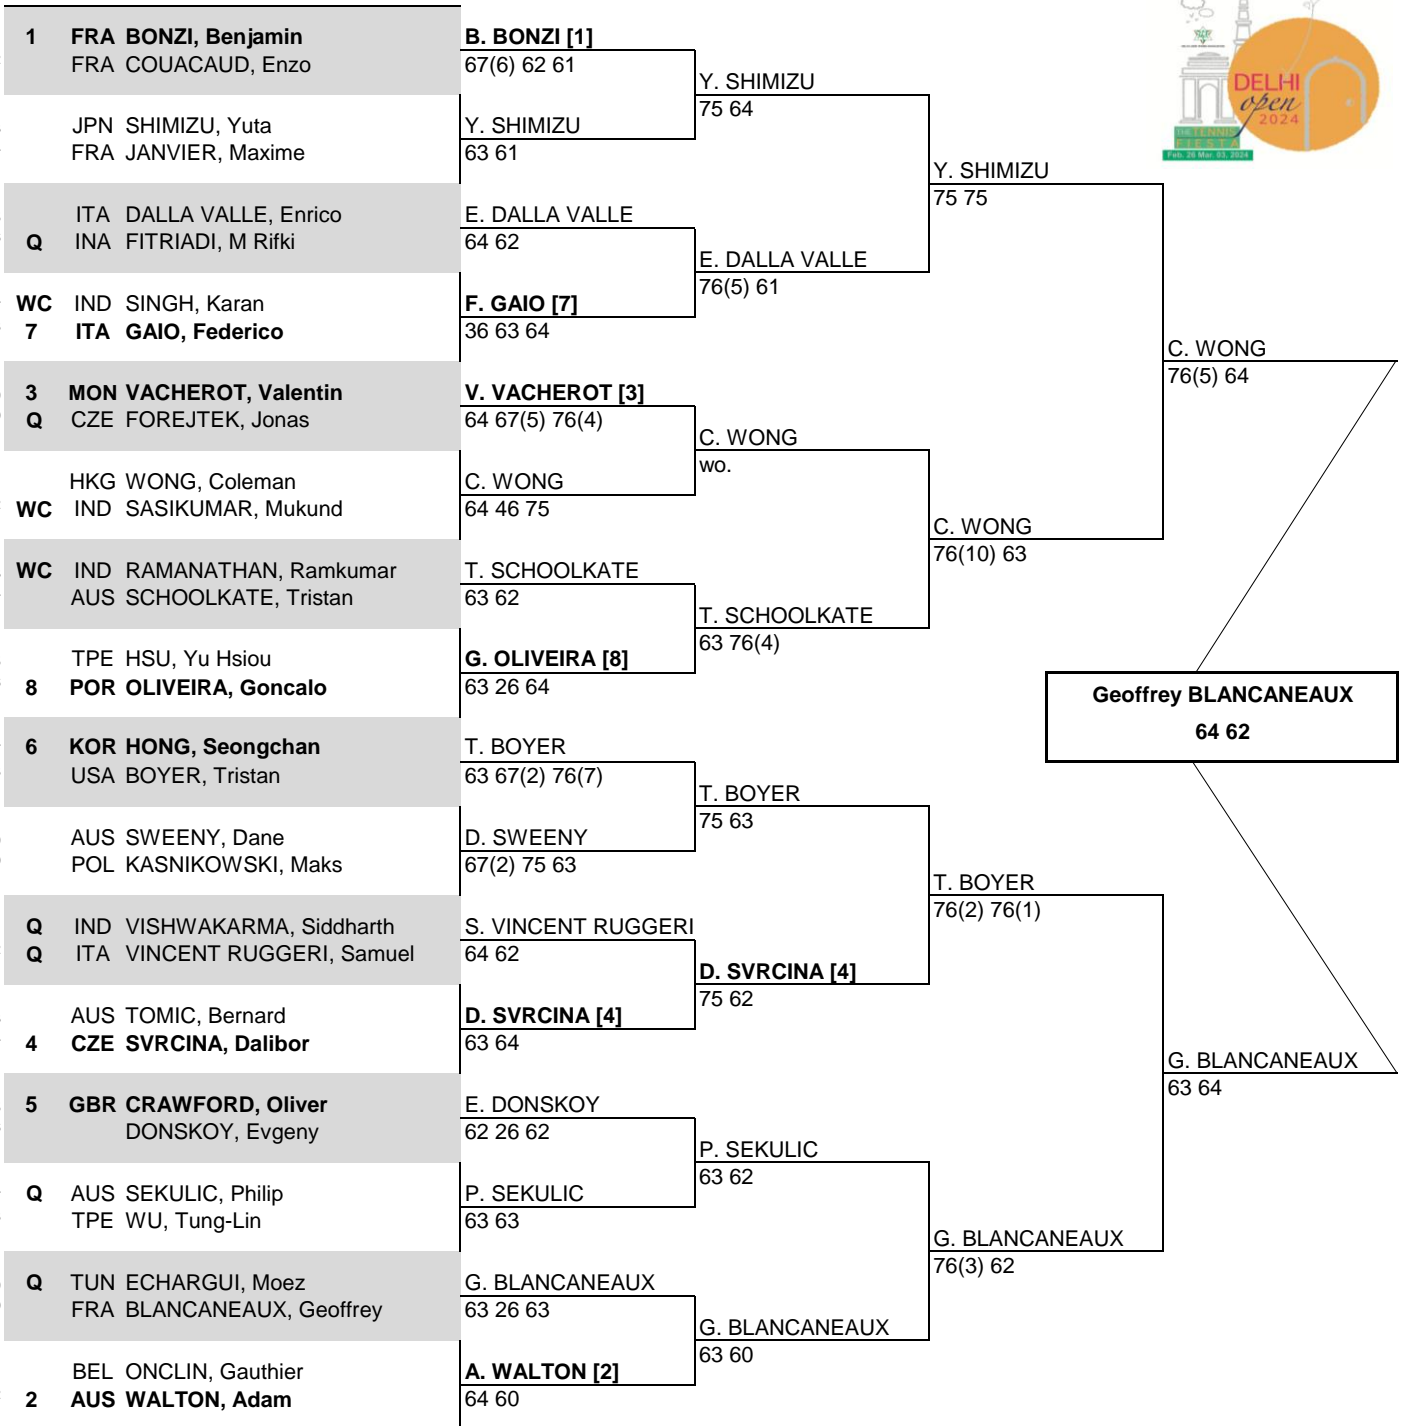 1 FRA BONZI, Benjamin
FRA COUACAUD, Enzo
JPN SHIMIZU, Yuta
FRA JANVIER, Maxime
ITA DALLA VALLE, Enrico
Q INA FITRIADI, M Rifki
WC IND SINGH, Karan
7 ITA GAIO, Federico
3 MON VACHEROT, Valentin
Q CZE FOREJTEK, Jonas
HKG WONG, Coleman
WC IND SASIKUMAR, Mukund
WC IND RAMANATHAN, Ramkumar
AUS SCHOOLKATE, Tristan
TPE HSU, Yu Hsiou
8 POR OLIVEIRA, Goncalo
6 KOR HONG, Seongchan
USA BOYER, Tristan
AUS SWEENY, Dane
POL KASNIKOWSKI, Maks
Q IND VISHWAKARMA, Siddharth
Q ITA VINCENT RUGGERI, Samuel
AUS TOMIC, Bernard
4 CZE SVRCINA, Dalibor
5 GBR CRAWFORD, Oliver
DONSKOY, Evgeny
Q AUS SEKULIC, Philip
TPE WU, Tung-Lin
Q TUN ECHARGUI, Moez
FRA BLANCANEAUX, Geoffrey
BEL ONCLIN, Gauthier
2 AUS WALTON, Adam
B. BONZI [1]
67(6) 62 61
Y. SHIMIZU
63 61
E. DALLA VALLE
64 62
F. GAIO [7]
36 63 64
V. VACHEROT [3]
64 67(5) 76(4)
C. WONG
64 46 75
T. SCHOOLKATE
63 62
G. OLIVEIRA [8]
63 26 64
T. BOYER
63 67(2) 76(7)
D. SWEENY
67(2) 75 63
S. VINCENT RUGGERI
64 62
D. SVRCINA [4]
63 64
E. DONSKOY
62 26 62
P. SEKULIC
63 63
G. BLANCANEAUX
63 26 63
A. WALTON [2]
64 60
Y. SHIMIZU
75 64
E. DALLA VALLE
76(5) 61
C. WONG
wo.
T. SCHOOLKATE
63 76(4)
T. BOYER
75 63
D. SVRCINA [4]
75 62
P. SEKULIC
63 62
G. BLANCANEAUX
63 60
Y. SHIMIZU
75 75
C. WONG
76(10) 63
T. BOYER
76(2) 76(1)
G. BLANCANEAUX
76(3) 62
C. WONG
76(5) 64
G. BLANCANEAUX
63 64
Geoffrey BLANCANEAUX
64 62
DELHI
open
2024
THE TENNIS
FIESTA
Feb. 26 Mar. 03, 2024